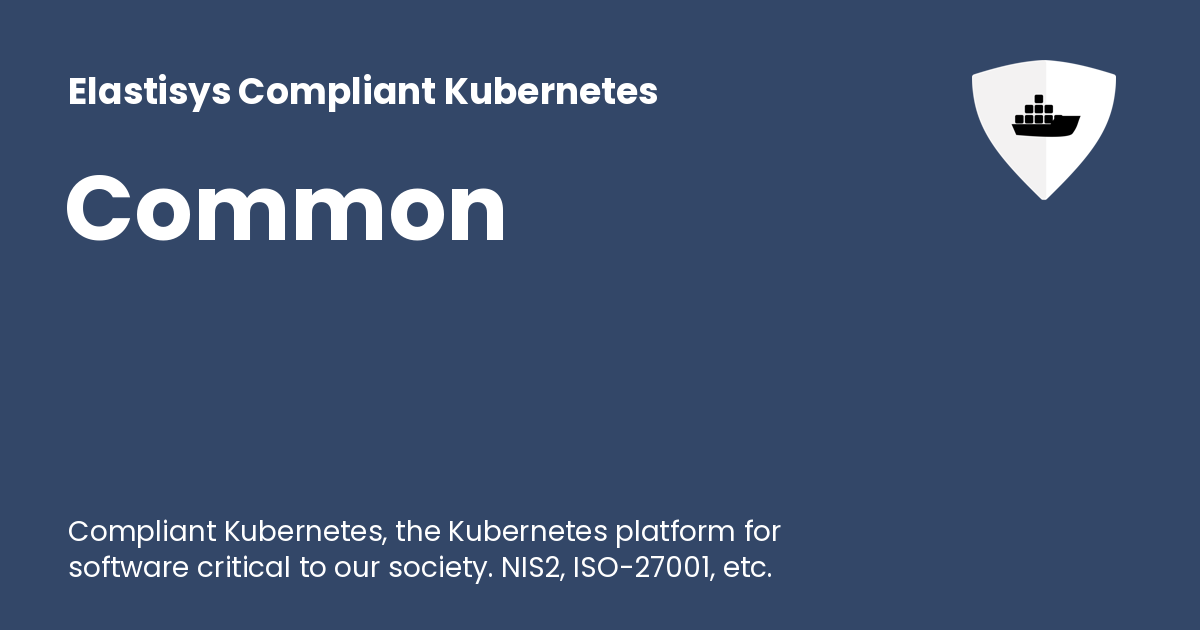 Elastisys Compliant Kubernetes
Common
Compliant Kubernetes, the Kubernetes platform for
software critical to our society. NIS2, ISO-27001, etc.